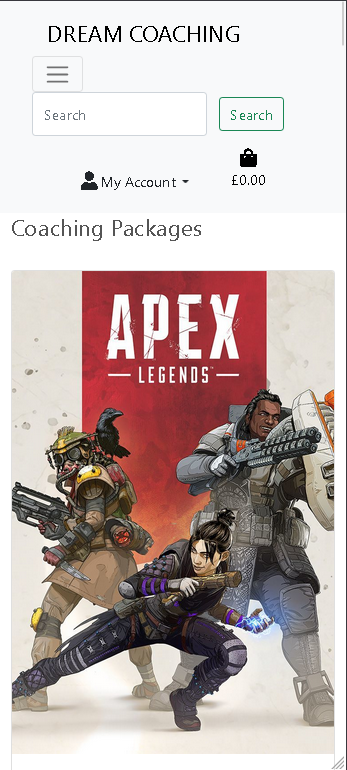 DREAM COACHING
Search
Search
My Account
£0.00
Coaching Packages
APEX
LEGENDS